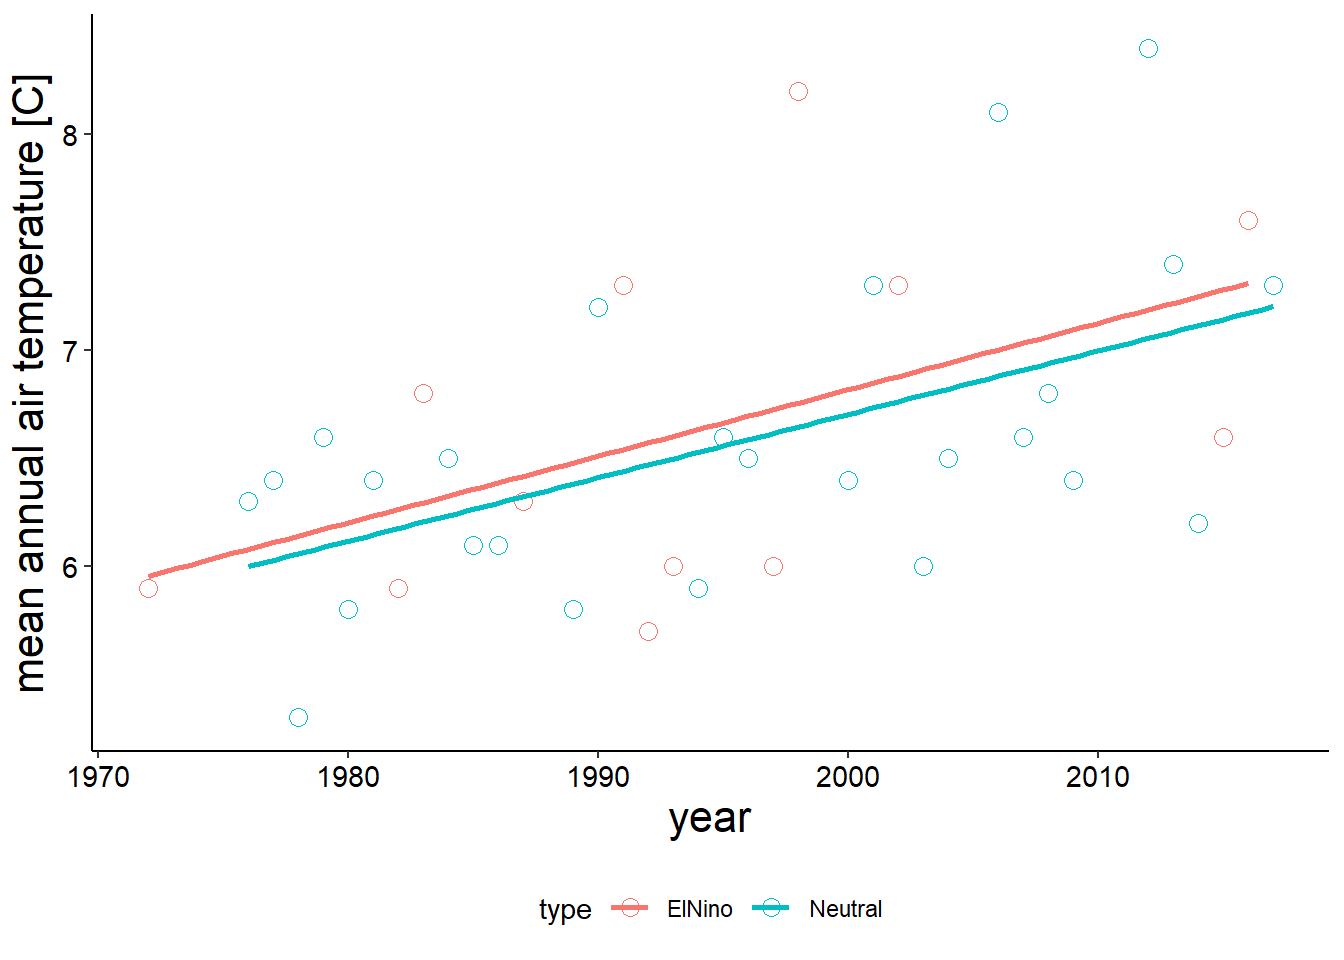 mean annual air temperature [C]
8
7
6
1970 1980 1990 2000 2010
year
type ElNino Neutral